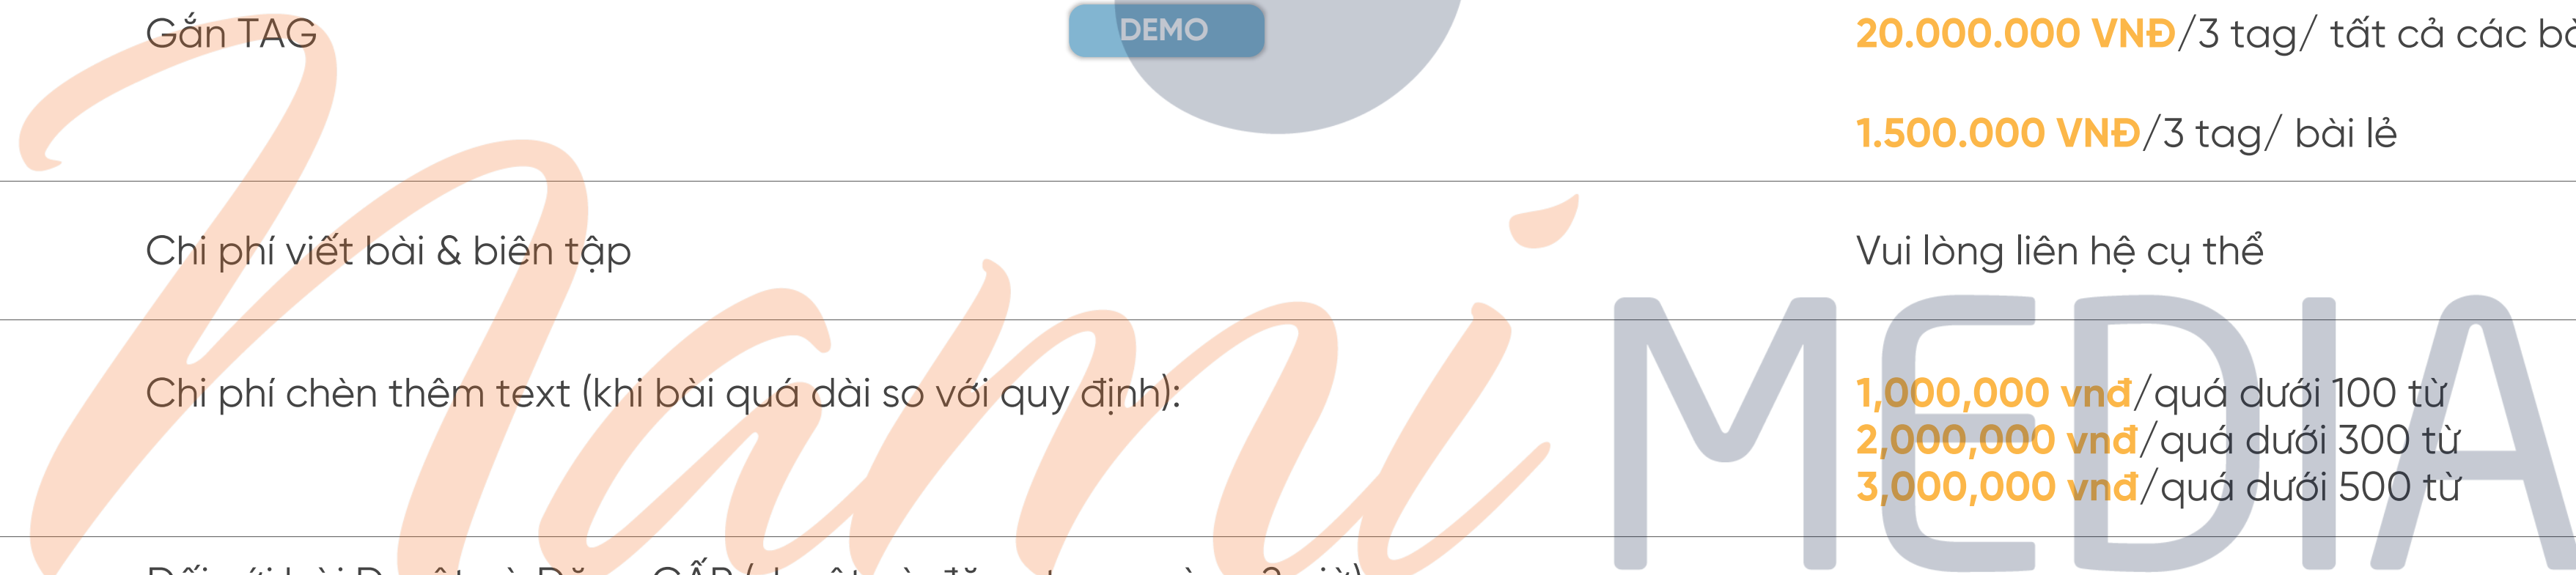 Gắn TAG
DEMO
20.000.000 VNĐ/3 tag/ tất cả các
1.500.000 VNĐ/3 tag/ bài lẻ
Chi phí viết bài & biên tập
Vui lòng liên hệ cụ thể
Chi phí chèn thêm text (khi bài quá dài so với quy định):
1,000,000 vnđ/quá dưới 100 từ
2,000,000 vnđ/quá dưới 300 từ
3,000,000 vnđ/quá dưới 500 từ
nami MEDIA